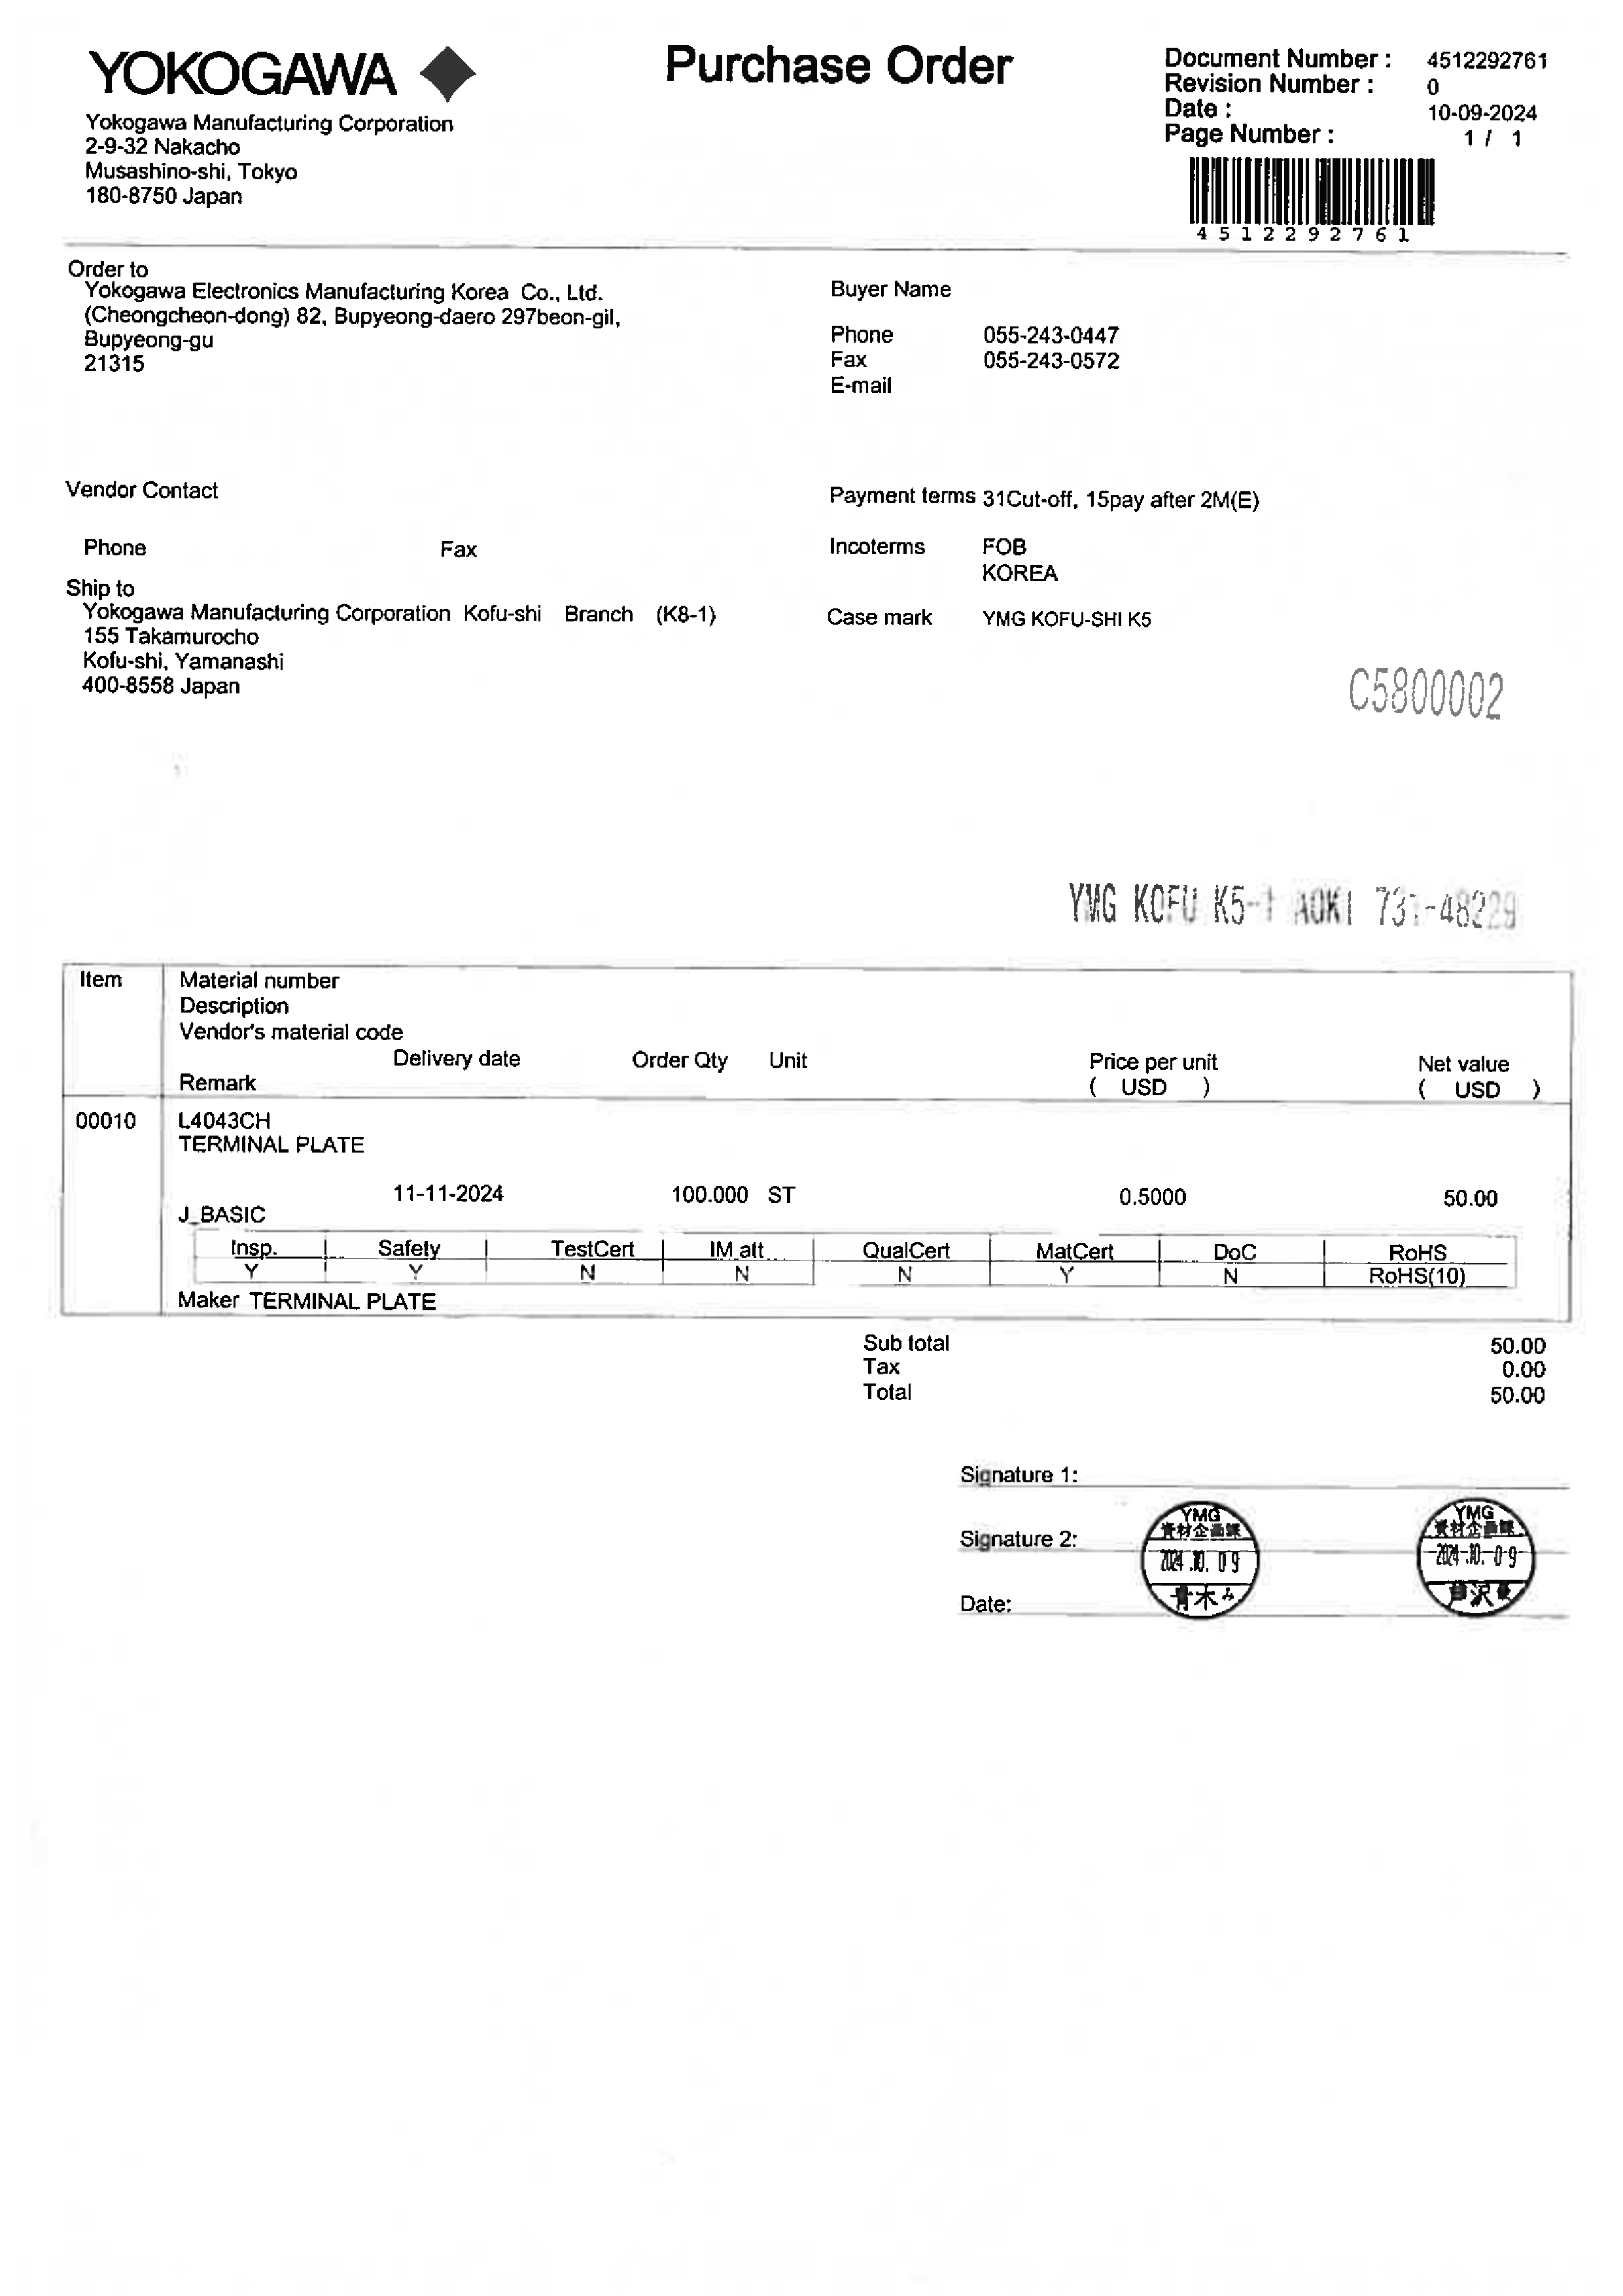 YOKOGAWA
Purchase Order
Document Number : 4512292761
Revision Number : 0
Date : 10-09-2024
Page Number : 1 / 1
4512292761
Yokogawa Manufacturing Corporation
2-9-32 Nakacho
Musashino-shi, Tokyo
180-8750 Japan
Order to
Yokogawa Electronics Manufacturing Korea Co., Ltd.
(Cheongcheon-dong) 82, Bupyeong-daero 297beon-gil,
Bupyeong-gu
21315
Buyer Name
Phone 055-243-0447
Fax 055-243-0572
E-mail
Vendor Contact
Phone Fax
Payment terms 31Cut-off, 15pay after 2M(E)
Incoterms FOB
KOREA
Ship to
Yokogawa Manufacturing Corporation Kofu-shi Branch (K8-1)
155 Takamurocho
Kofu-shi, Yamanashi
400-8558 Japan
Case mark YMG KOFU-SHI K5
C5800002
YMG KOFU K5-1 AOKI 731-48229
Item Material number
Description
Vendor's material code
Delivery date Order Qty Unit Price per unit Net value
Remark ( USD ) ( USD )
00010 L4043CH
TERMINAL PLATE
11-11-2024 100.000 ST 0.5000 50.00
J_BASIC
Insp. Safety TestCert IM att QualCert MatCert DoC RoHS
Y Y N N N Y N RoHS(10)
Maker TERMINAL PLATE
Sub total 50.00
Tax 0.00
Total 50.00
Signature 1:
Signature 2:
Date:
YMG
資材企画課
2024.10.09
青木み
YMG
資材企画課
2024.10.09